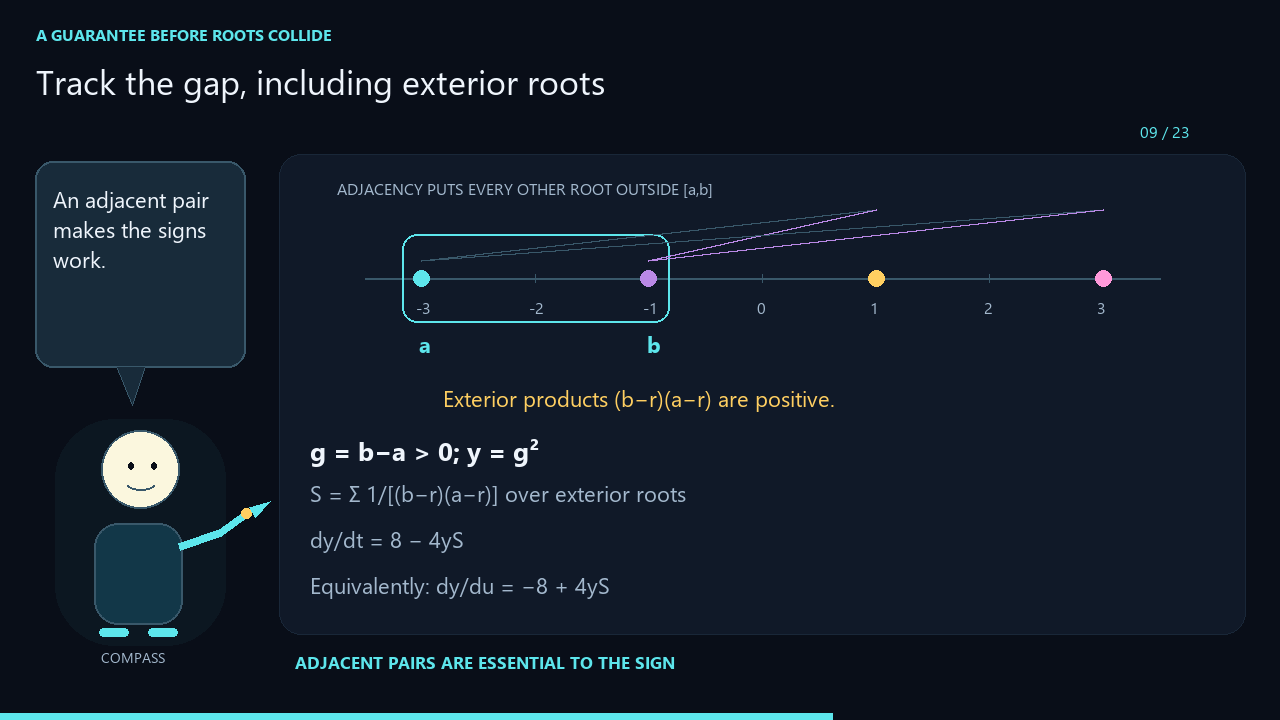 A GUARANTEE BEFORE ROOTS COLLIDE
Track the gap, including exterior roots
09 / 23
An adjacent pair
makes the signs
work.
ADJACENCY PUTS EVERY OTHER ROOT OUTSIDE [a,b]
-3 -2 -1 0 1 2 3
a b
Exterior products (b−r)(a−r) are positive.
g = b−a > 0; y = g²
S = Σ 1/[(b−r)(a−r)] over exterior roots
dy/dt = 8 − 4yS
Equivalently: dy/du = −8 + 4yS
COMPASS
ADJACENT PAIRS ARE ESSENTIAL TO THE SIGN